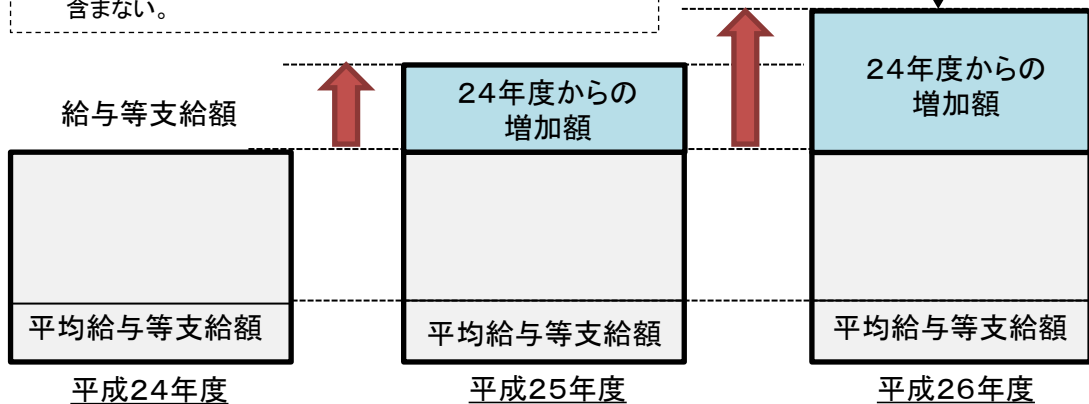 含まない。
給与等支給額
24年度からの
増加額
24年度からの
増加額
平均給与等支給額
平均給与等支給額
平均給与等支給額
平成24年度
平成25年度
平成26年度